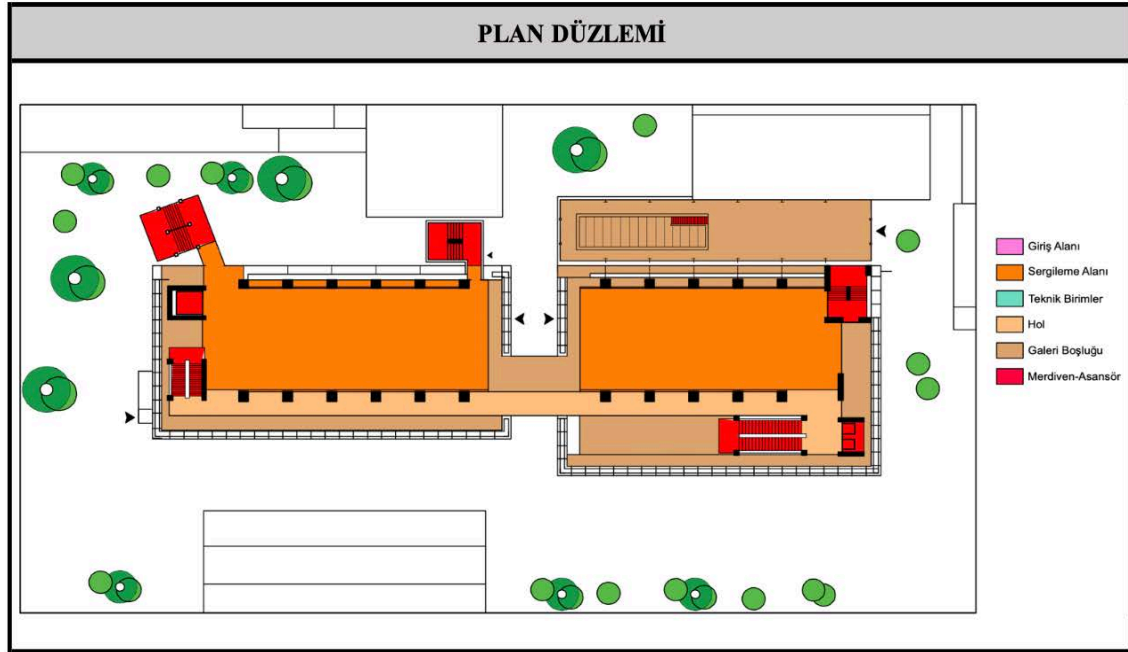 PLAN DÜZLEMİ
Giriş Alanı
Sergileme Alanı
Teknik Birimler
Hol
Galeri Boşluğu
Merdiven-Asansör